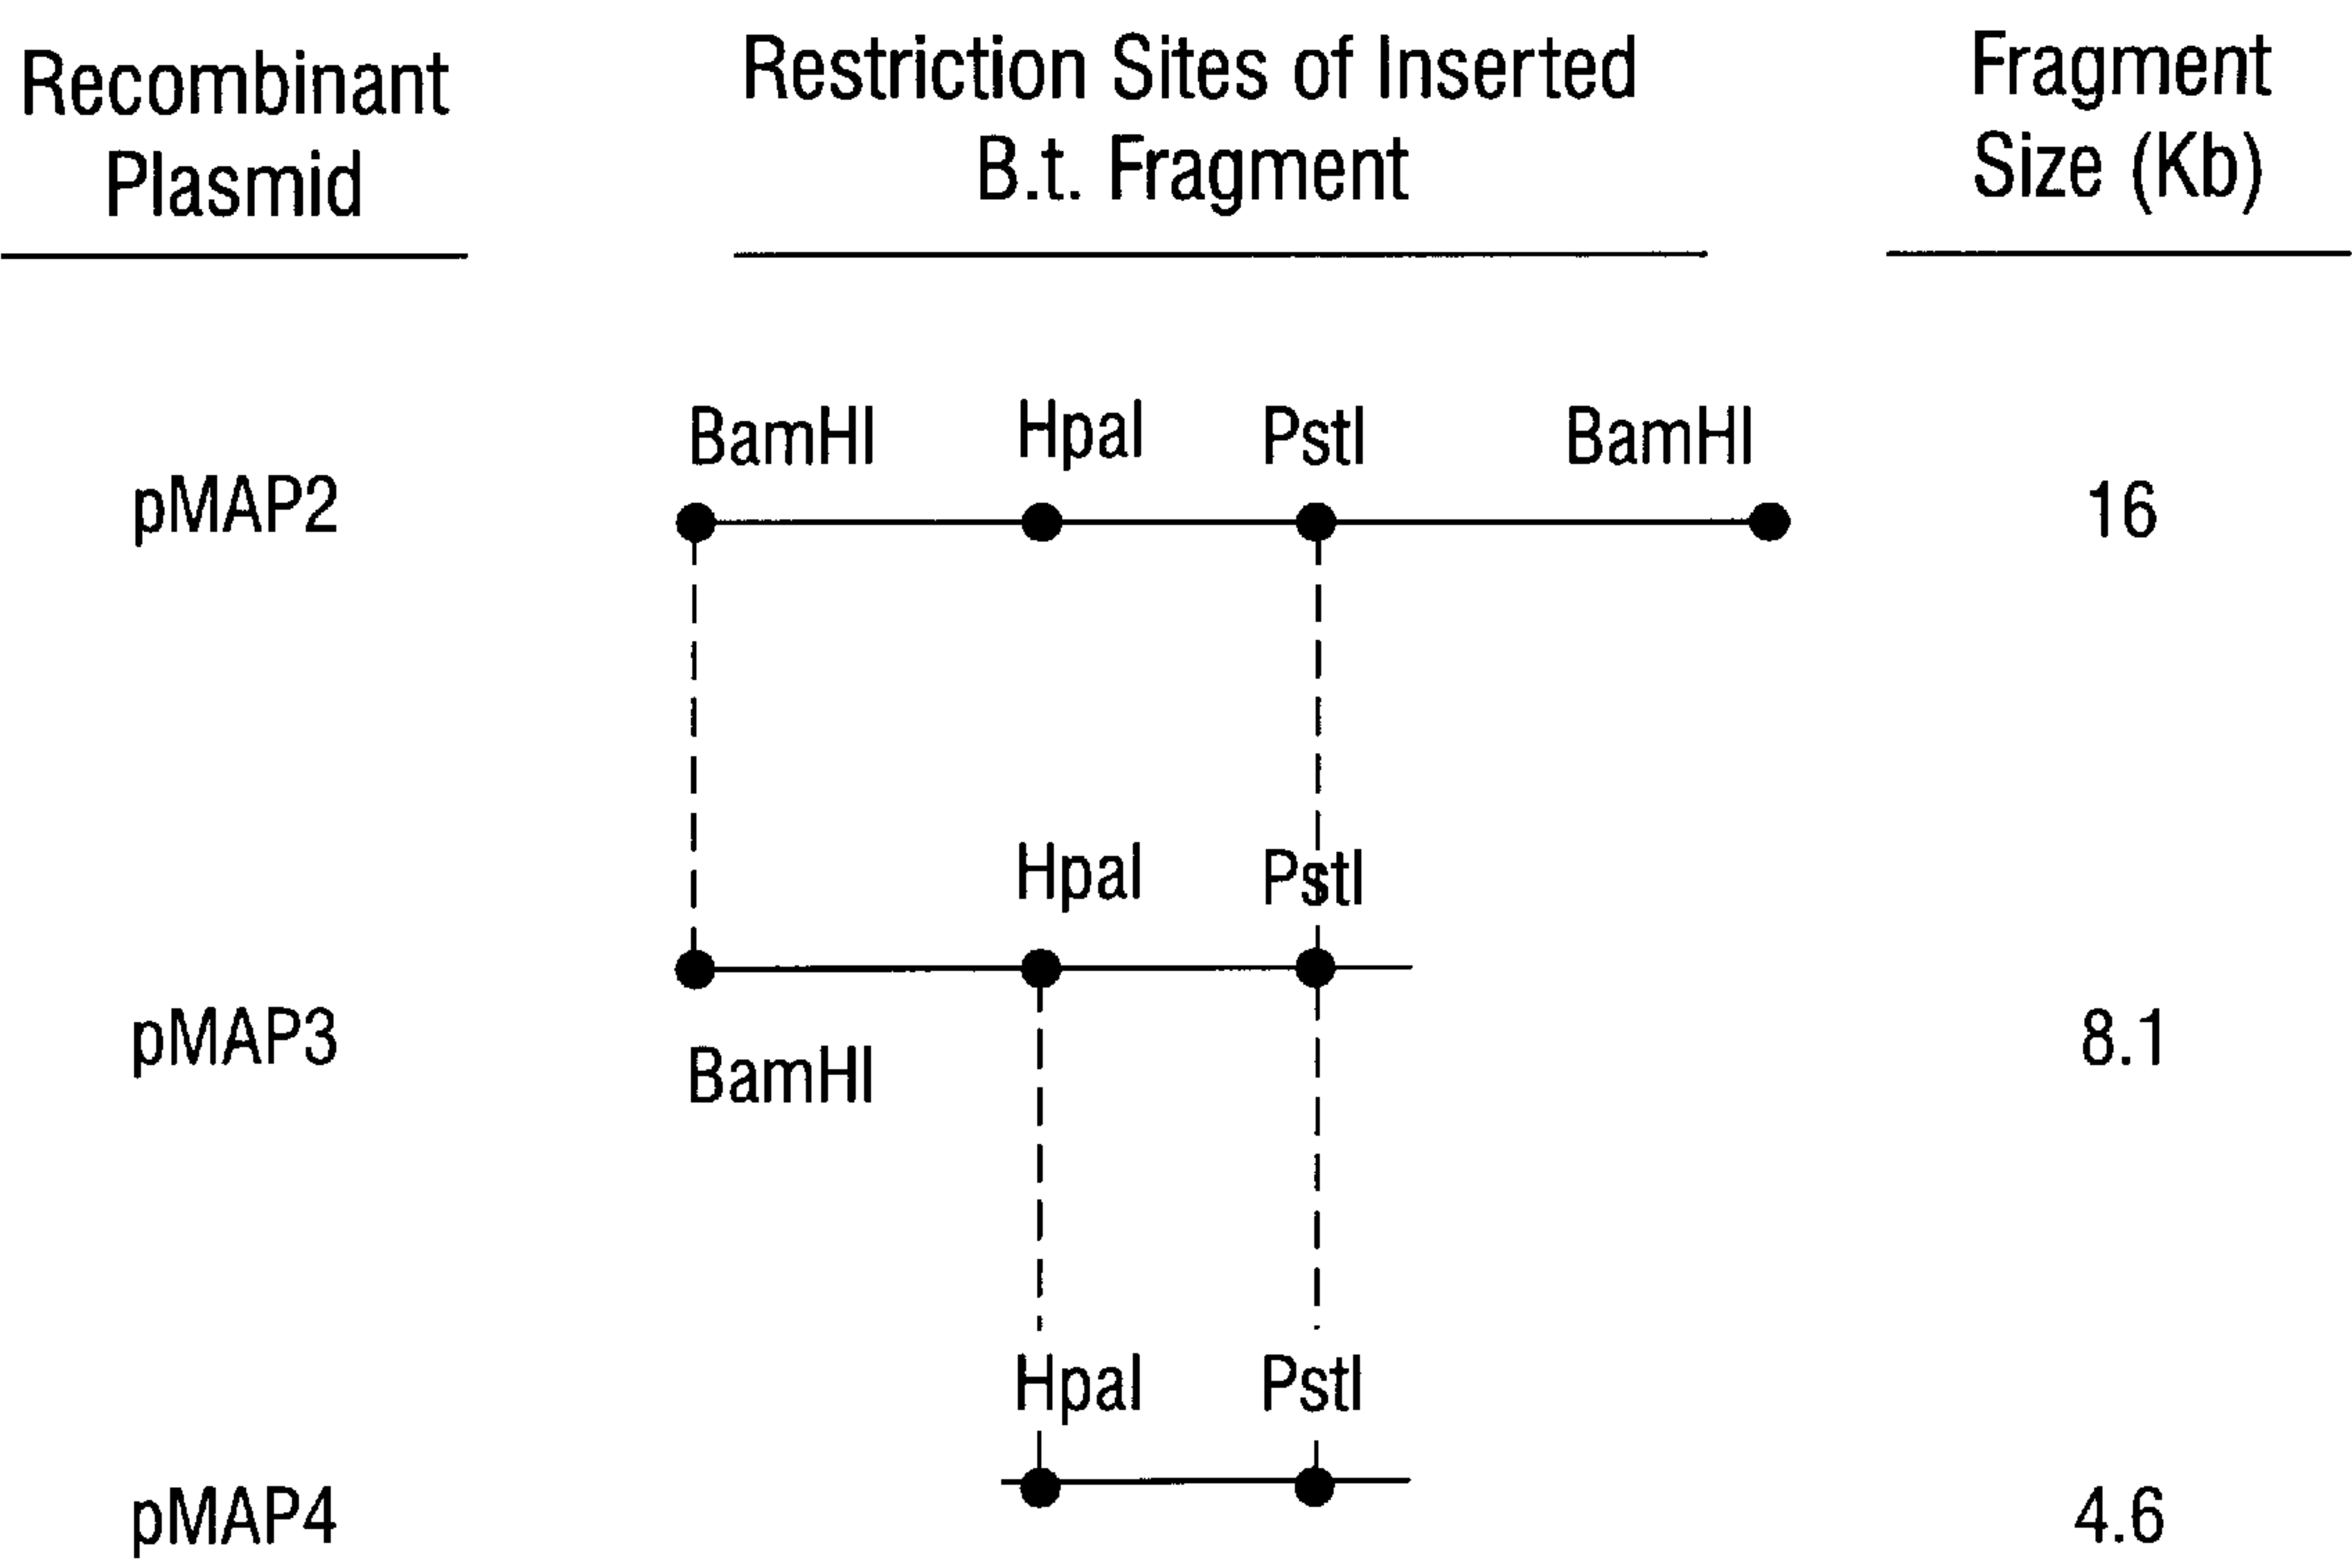 Recombinant
Plasmid
Restriction Sites of Inserted
B.t. Fragment
Fragment
Size (Kb)
BamHI HpaI PstI BamHI
pMAP2 16
HpaI PstI
pMAP3 8.1
BamHI
HpaI PstI
pMAP4 4.6